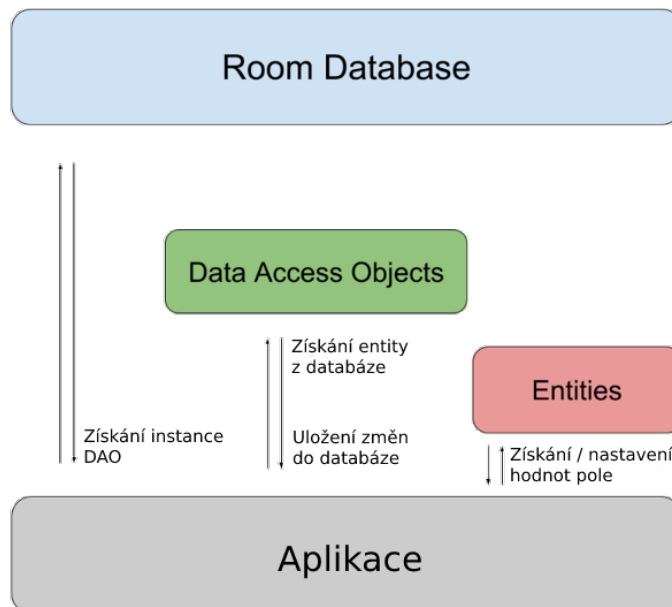 Room Database
Data Access Objects
Získání entity
z databáze
Entities
Získání instance
DAO
Uložení změn
do databáze
Získání / nastavení
hodnot pole
Aplikace